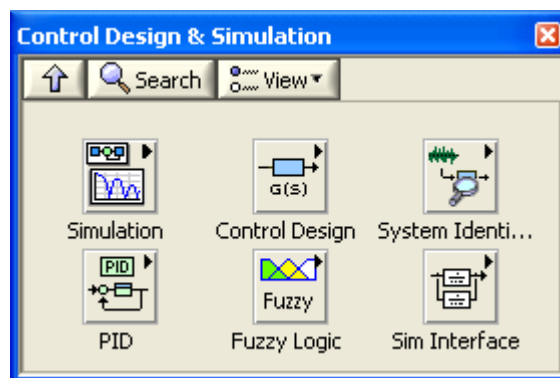 Control Design & Simulation
Search View
G(s)
Simulation Control Design System Identi...
PID Fuzzy
PID Fuzzy Logic Sim Interface